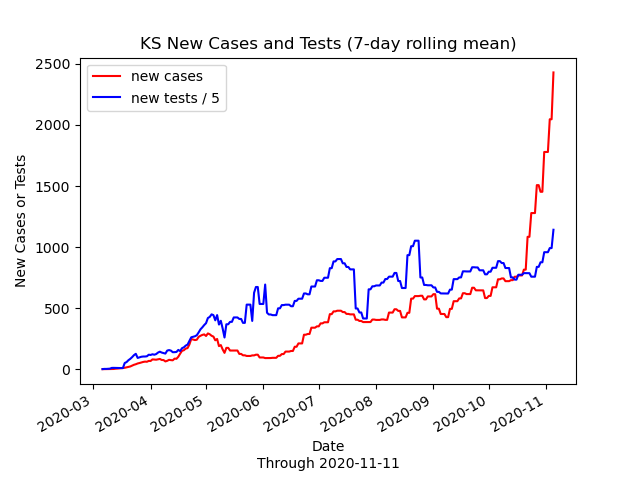 KS New Cases and Tests (7-day rolling mean)
new cases
new tests / 5
New Cases or Tests
2500
2000
1500
1000
500
0
2020-03
2020-04
2020-05
2020-06
2020-07
2020-08
2020-09
2020-10
2020-11
Date
Through 2020-11-11